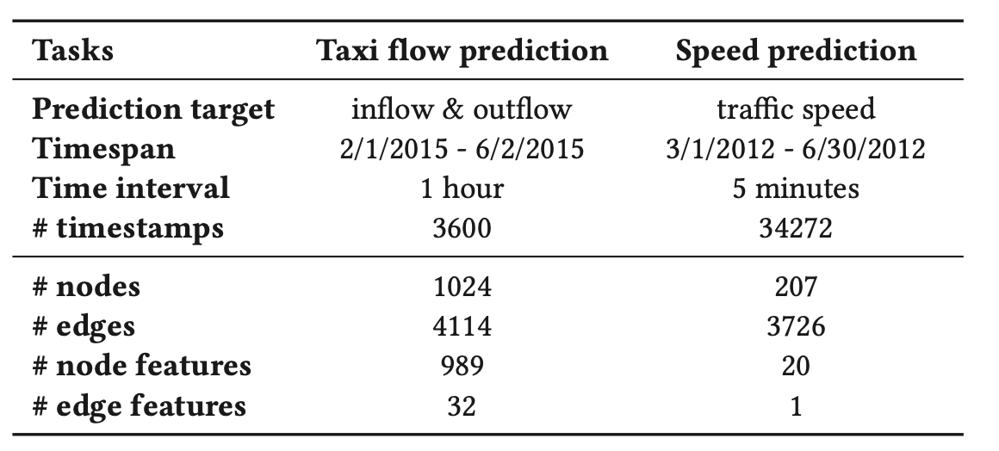 Tasks Taxi flow prediction Speed prediction
Prediction target inflow & outflow traffic speed
Timespan 2/1/2015 - 6/2/2015 3/1/2012 - 6/30/2012
Time interval 1 hour 5 minutes
# timestamps 3600 34272
# nodes 1024 207
# edges 4114 3726
# node features 989 20
# edge features 32 1